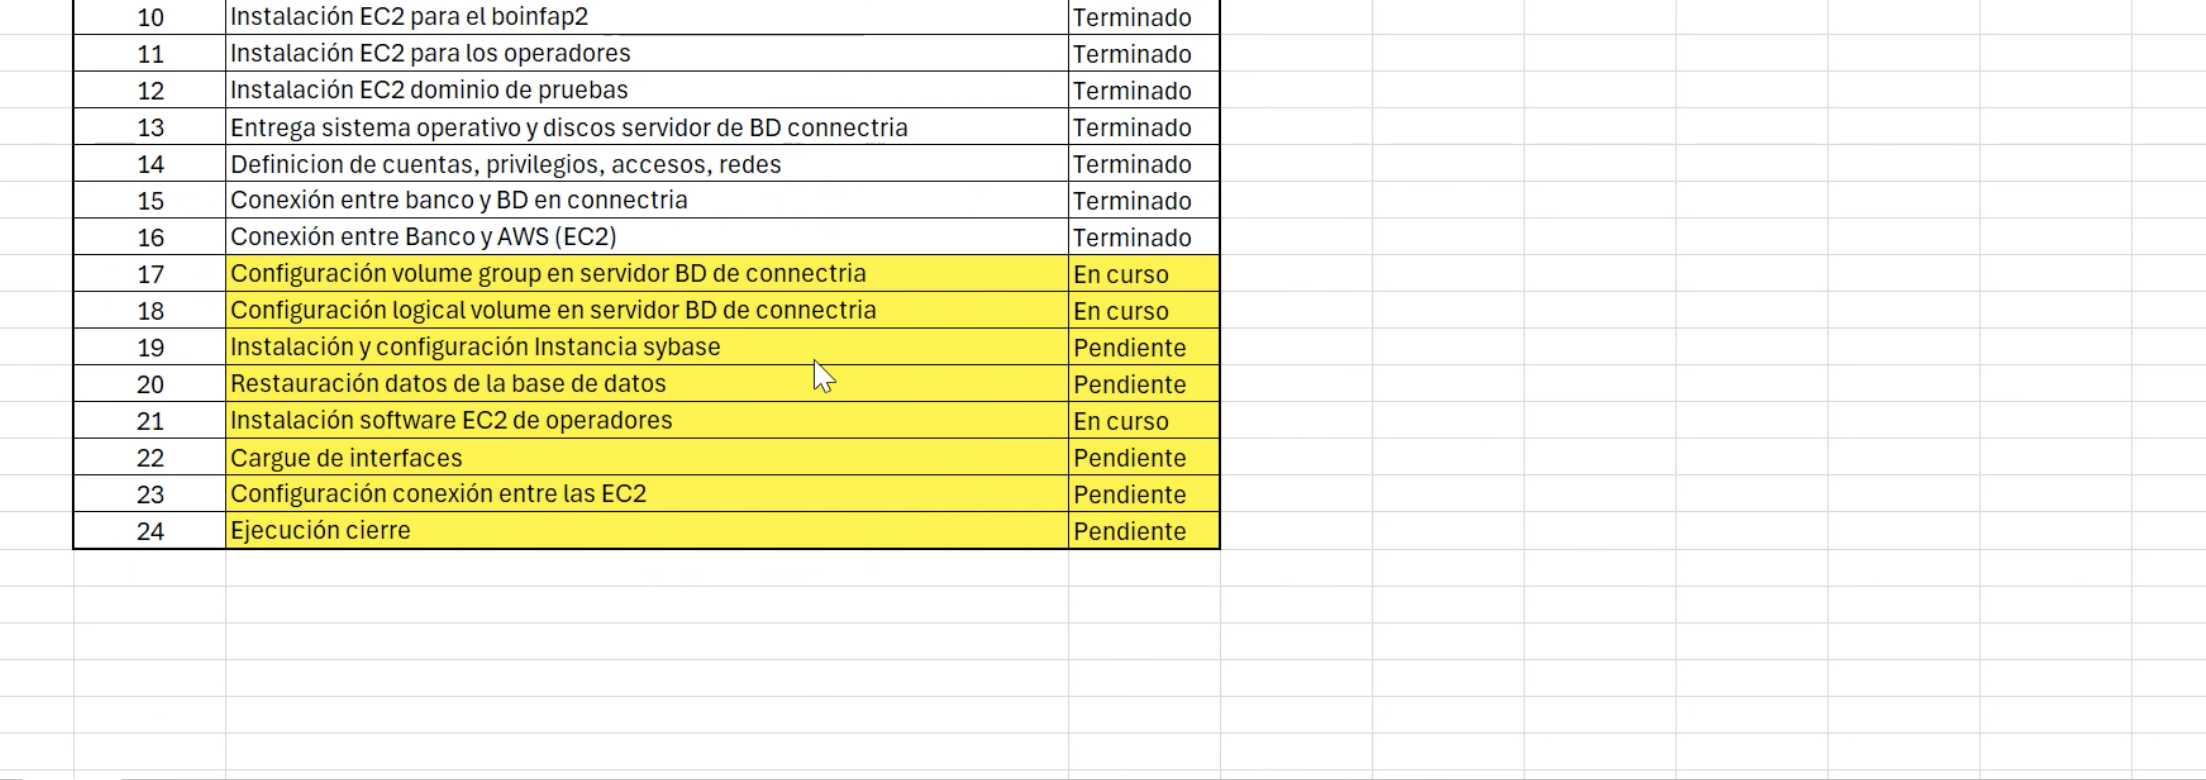 10 Instalación EC2 para el boinfap2 Terminado
11 Instalación EC2 para los operadores Terminado
12 Instalación EC2 dominio de pruebas Terminado
13 Entrega sistema operativo y discos servidor de BD connectria Terminado
14 Definicion de cuentas, privilegios, accesos, redes Terminado
15 Conexión entre banco y BD en connectria Terminado
16 Conexión entre Banco y AWS (EC2) Terminado
17 Configuración volume group en servidor BD de connectria En curso
18 Configuración logical volume en servidor BD de connectria En curso
19 Instalación y configuración Instancia sybase Pendiente
20 Restauración datos de la base de datos Pendiente
21 Instalación software EC2 de operadores En curso
22 Cargue de interfaces Pendiente
23 Configuración conexión entre las EC2 Pendiente
24 Ejecución cierre Pendiente